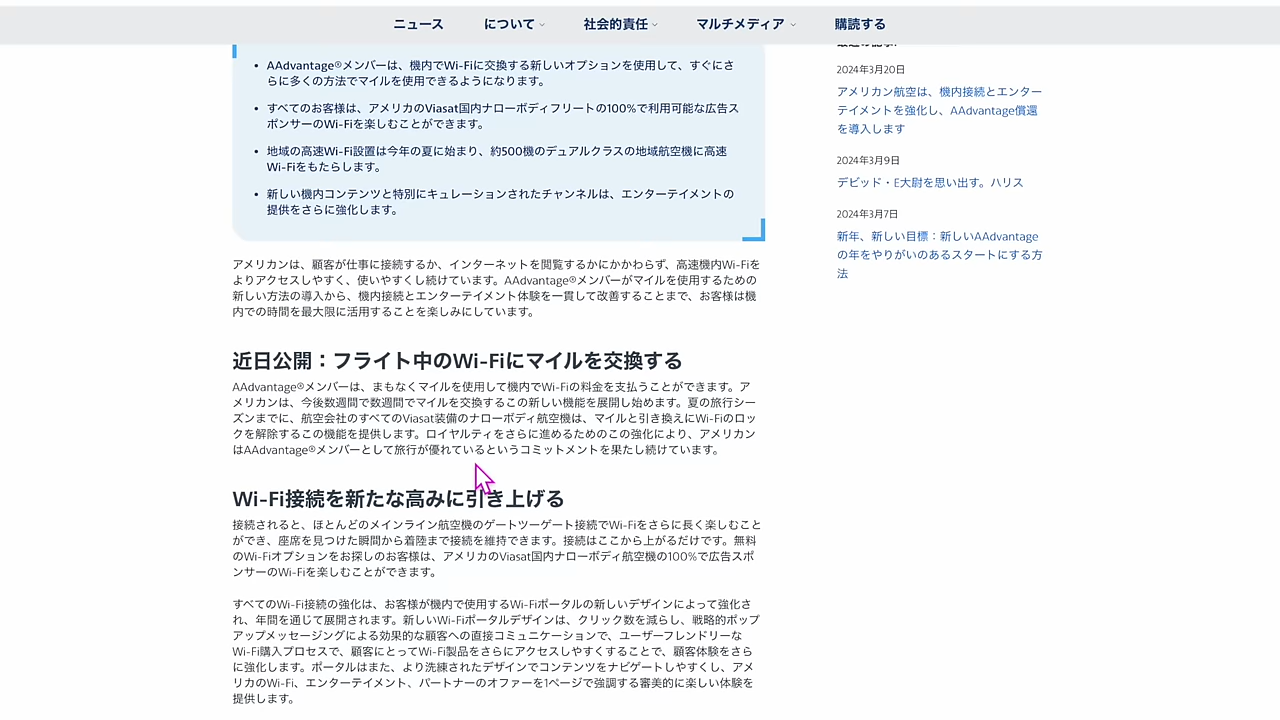 ニュース
について
社会的責任
マルチメディア
購読する
AAdvantage®メンバーは、機内でWi-Fiに交換する新しいオプションを使用して、すぐにさ
らに多くの方法でマイルを使用できるようになります。
すべてのお客様は、アメリカのViasat国内ナローボディフリートの100%で利用可能な広告ス
ポンサーのWi-Fiを楽しむことができます。
地域の高速Wi-Fi設置は今年の夏に始まり、約500機のデュアルクラスの地域航空機に高速
Wi-Fiをもたらします。
新しい機内コンテンツと特別にキュレーションされたチャンネルは、エンターテイメントの
提供をさらに強化します。
アメリカンは、顧客が仕事に接続するか、インターネットを閲覧するかにかかわらず、高速機内Wi-Fiを
よりアクセスしやすく、使いやすくし続けています。AAdvantage®メンバーがマイルを使用するための
新しい方法の導入から、機内接続とエンターテイメント体験を一貫して改善することまで、お客様は機
内での時間を最大限に活用することを楽しみにしています。
近日公開：フライト中のWi-Fiにマイルを交換する
AAdvantage®メンバーは、まもなくマイルを使用して機内でWi-Fiの料金を支払うことができます。ア
メリカンは、今後数週間で数週間でマイルを交換するこの新しい機能を展開し始めます。夏の旅行シー
ズンまでに、航空会社のすべてのViasat装備のナローボディ航空機は、マイルと引き換えにWi-Fiのロッ
クを解除するこの機能を提供します。ロイヤルティをさらに進めるためのこの強化により、アメリカン
はAAdvantage®メンバーとして旅行が優れているというコミットメントを果たし続けています。
Wi-Fi接続を新たな高みに引き上げる
接続されると、ほとんどのメインライン航空機のゲートツーゲート接続でWi-Fiをさらに長く楽しむこと
ができ、座席を見つけた瞬間から着陸まで接続を維持できます。接続はここから上がるだけです。無料
のWi-Fiオプションをお探しのお客様は、アメリカのViasat国内ナローボディ航空機の100%で広告スポ
ンサーのWi-Fiを楽しむことができます。
すべてのWi-Fi接続の強化は、お客様が機内で使用するWi-Fiポータルの新しいデザインによって強化さ
れ、年間を通じて展開されます。新しいWi-Fiポータルデザインは、クリック数を減らし、戦略的ポップ
アップメッセージングによる効果的な顧客への直接コミュニケーションで、ユーザーフレンドリーな
Wi-Fi購入プロセスで、顧客にとってWi-Fi製品をさらにアクセスしやすくすることで、顧客体験をさら
に強化します。ポータルはまた、より洗練されたデザインでコンテンツをナビゲートしやすくし、アメ
リカのWi-Fi、エンターテイメント、パートナーのオファーを1ページで強調する審美的に楽しい体験を
提供します。
2024年3月20日
アメリカン航空は、機内接続とエンター
テイメントを強化し、AAdvantage償還
を導入します
2024年3月9日
デビッド・E大尉を思い出す。ハリス
2024年3月7日
新年、新しい目標：新しいAAdvantage
の年をやりがいのあるスタートにする方
法